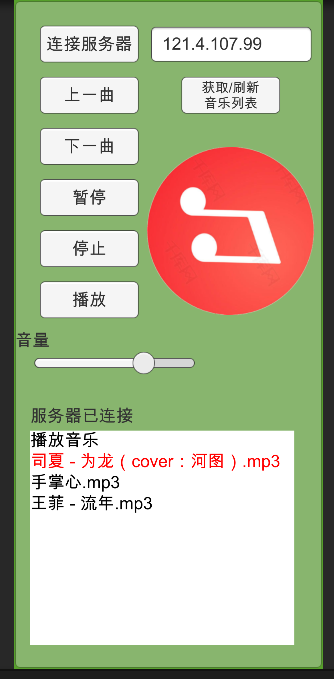 连接服务器 121.4.107.99
上一曲 获取/刷新
音乐列表
下一曲
暂停
停止
播放
音量
服务器已连接
播放音乐
司夏 - 为龙（cover：河图）.mp3
手掌心.mp3
王菲 - 流年.mp3